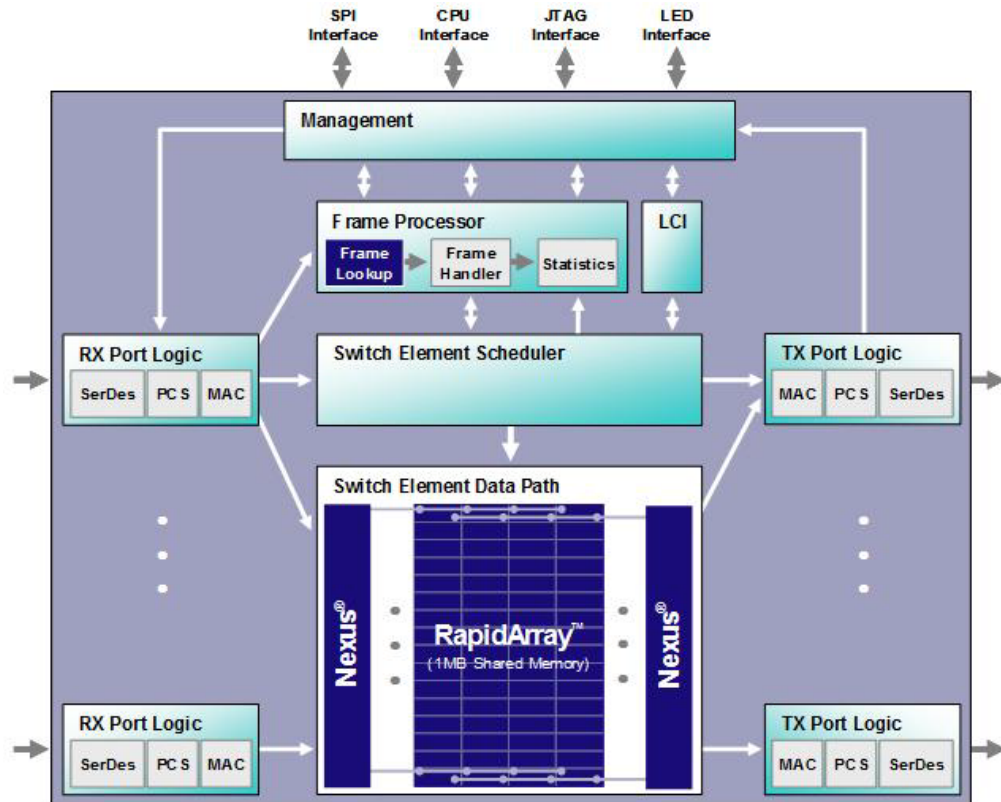 SPI
Interface
CPU
Interface
JTAG
Interface
LED
Interface
Management
Frame Processor
Frame
Lookup
Frame
Handler
Statistics
LCI
RX Port Logic
SerDes
PCS
MAC
Switch Element Scheduler
TX Port Logic
MAC
PCS
SerDes
Switch Element Data Path
Nexus®
RapidArray™
(1MB Shared Memory)
Nexus®
RX Port Logic
SerDes
PCS
MAC
TX Port Logic
MAC
PCS
SerDes